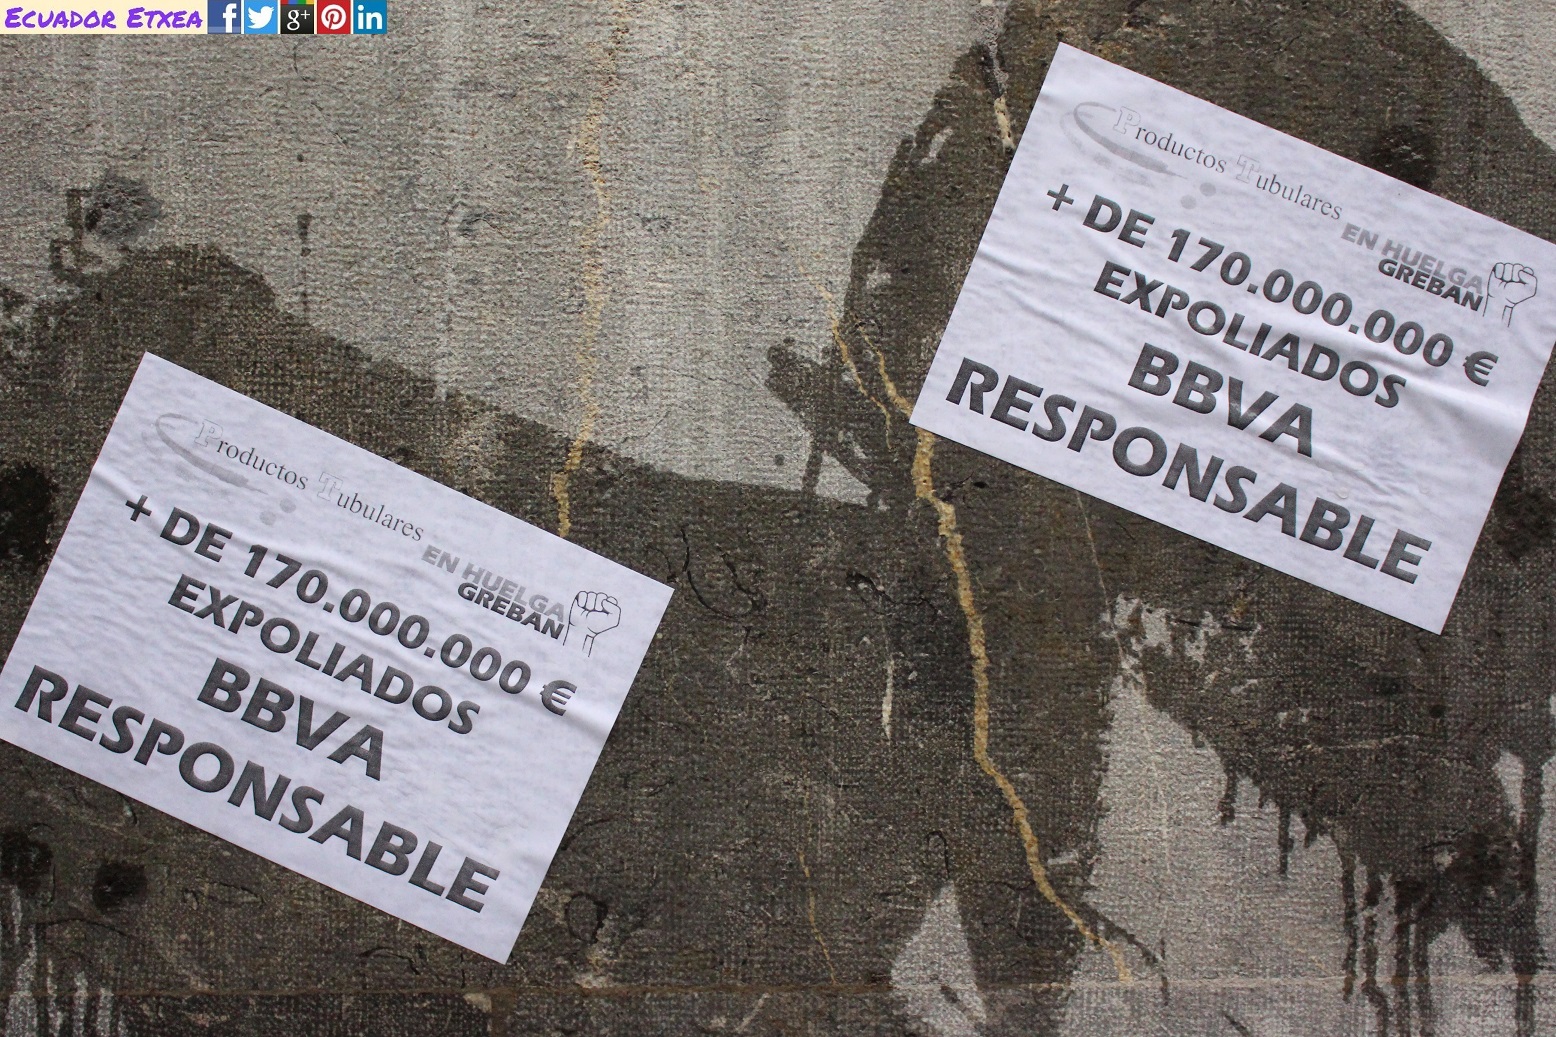 ECUADOR ETXEA
f
g+
in
Productos Tubulares
EN HUELGA
GREBAN
+ DE 170.000.000 €
EXPOLIADOS
BBVA
RESPONSABLE
Productos Tubulares
EN HUELGA
GREBAN
+ DE 170.000.000 €
EXPOLIADOS
BBVA
RESPONSABLE